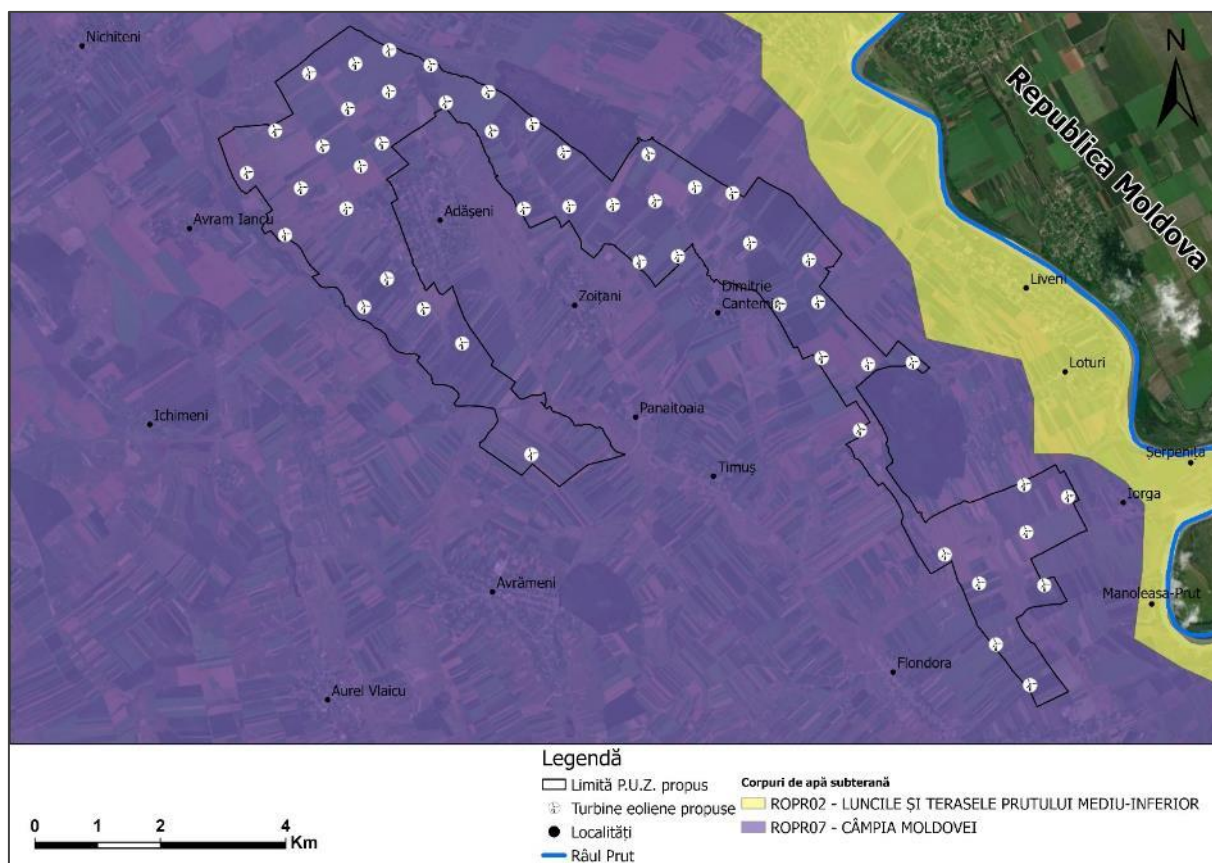 Nichiteni
N
Republica Moldova
Adășeni
Avram Iancu
Liveni
Zoițani
Dimitrie
Cantemir
Loturi
Ichimeni
Panaitoaia
Șerpenița
Timuș
Iorga
Avrămeni
Manoleasa-Prut
Flondora
Aurel Vlaicu
Legendă
Limită P.U.Z. propus
Turbine eoliene propuse
Localități
Râul Prut
Corpuri de apă subterană
ROPR02 - LUNCILE ȘI TERASELE PRUTULUI MEDIU-INFERIOR
ROPR07 - CÂMPIA MOLDOVEI
0 1 2 4
Km